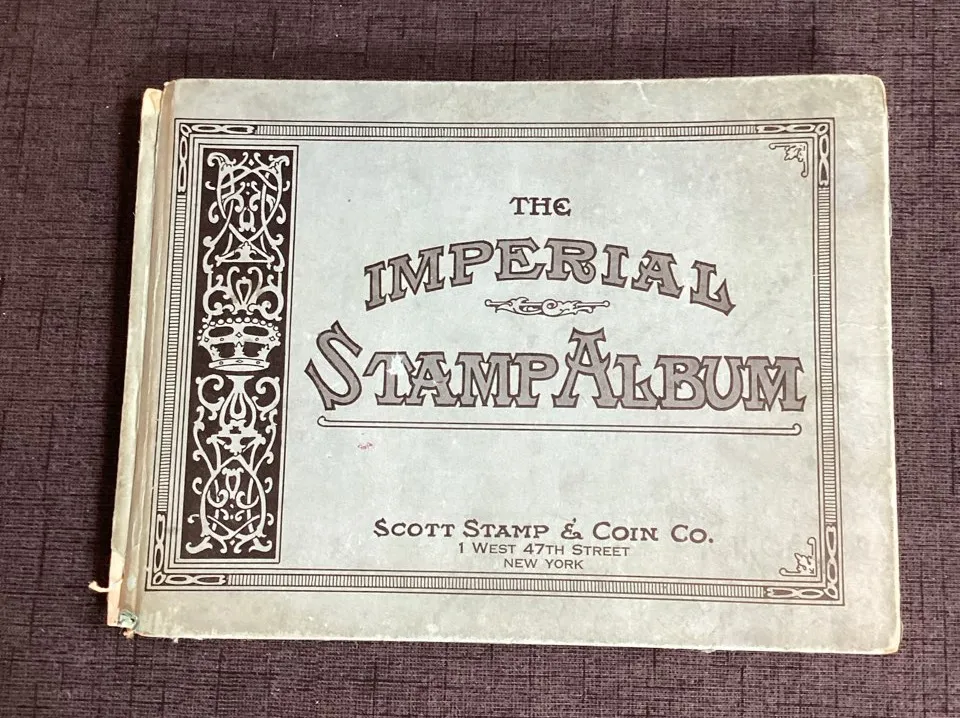 THE
IMPERIAL
STAMP ALBUM
SCOTT STAMP & COIN CO.
1 WEST 47TH STREET
NEW YORK